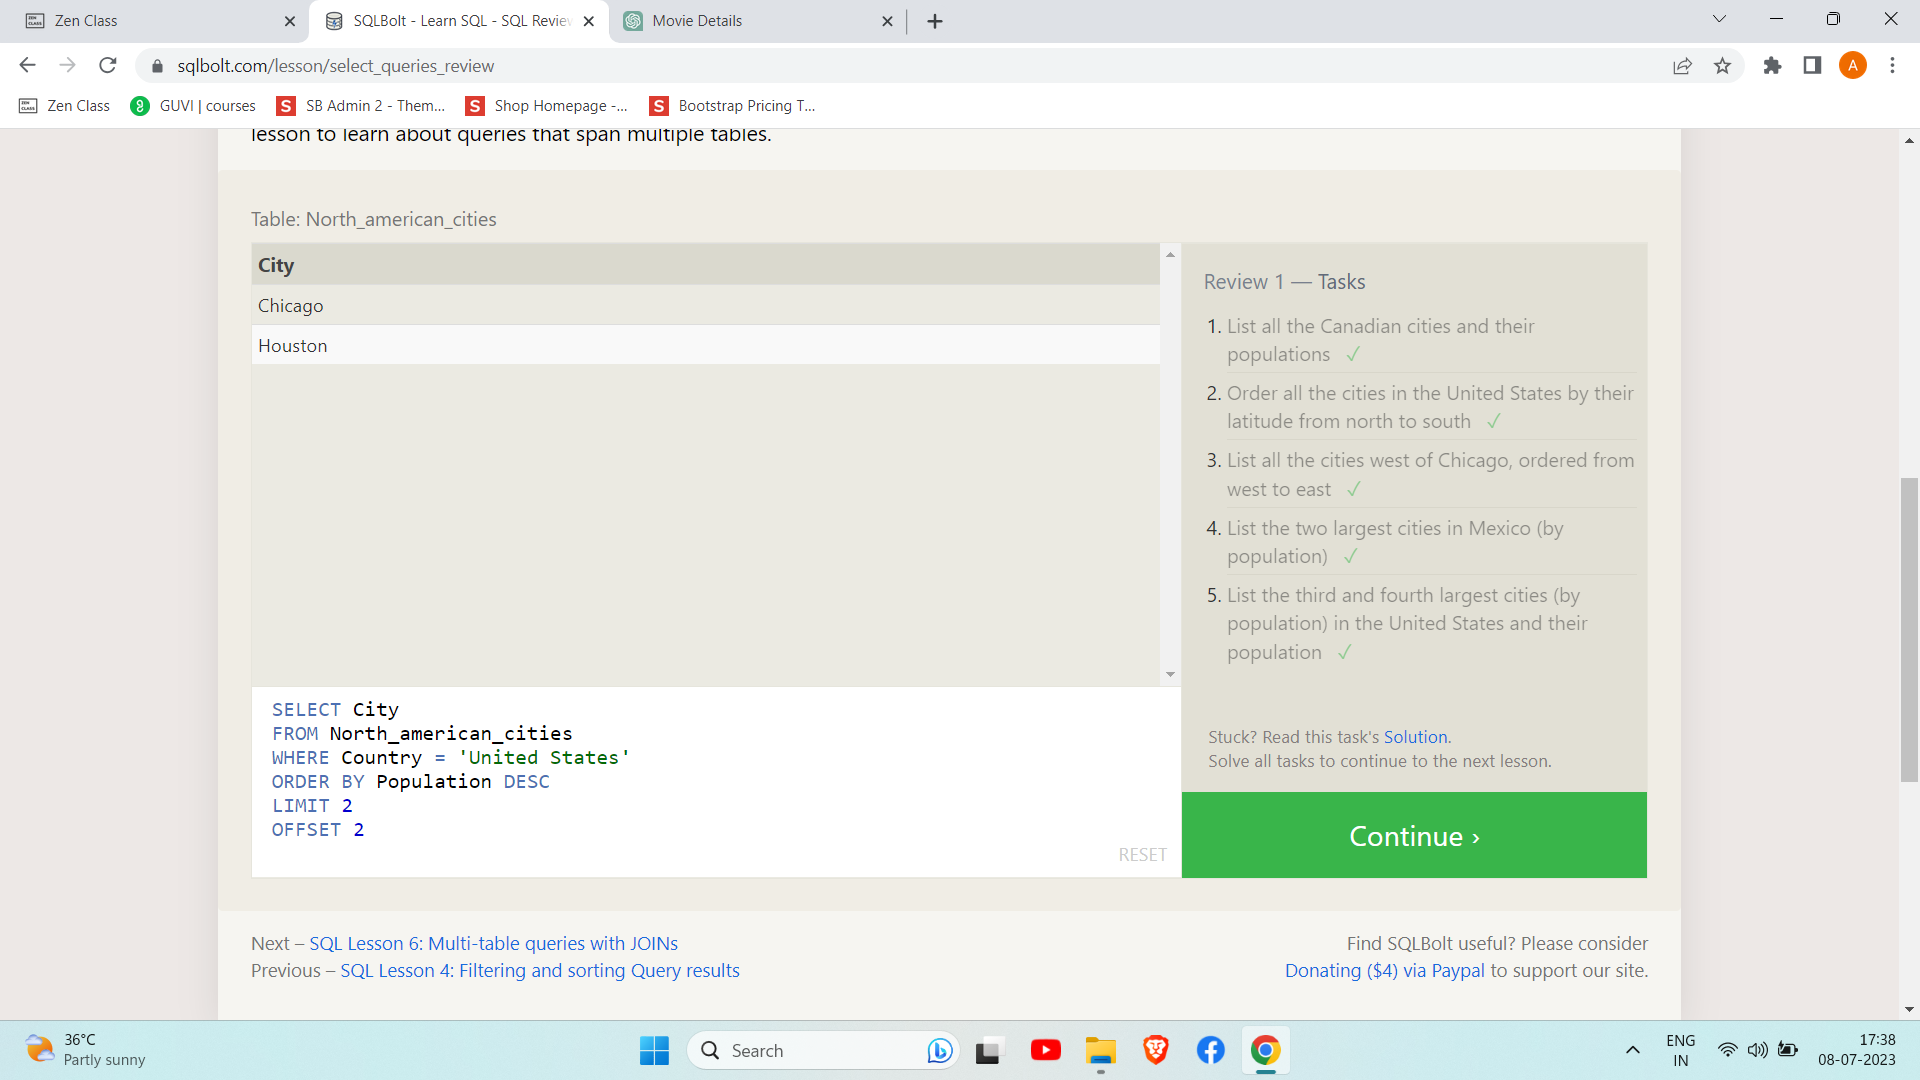 Zen Class
SQLBolt - Learn SQL - SQL Review
Movie Details
sqlbolt.com/lesson/select_queries_review
A
Zen Class
GUVI | courses
SB Admin 2 - Them...
Shop Homepage -...
Bootstrap Pricing T...
lesson to learn about queries that span multiple tables.
Table: North_american_cities
City
Chicago
Houston
Review 1 — Tasks
1. List all the Canadian cities and their
populations ✓
2. Order all the cities in the United States by their
latitude from north to south ✓
3. List all the cities west of Chicago, ordered from
west to east ✓
4. List the two largest cities in Mexico (by
population) ✓
5. List the third and fourth largest cities (by
population) in the United States and their
population ✓
SELECT City
FROM North_american_cities
WHERE Country = 'United States'
ORDER BY Population DESC
LIMIT 2
OFFSET 2
RESET
Stuck? Read this task's Solution.
Solve all tasks to continue to the next lesson.
Continue ›
Next – SQL Lesson 6: Multi-table queries with JOINs
Previous – SQL Lesson 4: Filtering and sorting Query results
Find SQLBolt useful? Please consider
Donating ($4) via Paypal to support our site.
36°C
Partly sunny
Search
ENG
IN
17:38
08-07-2023